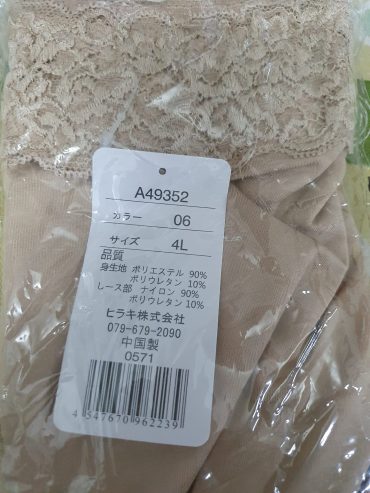 A49352
カラー 06
サイズ 4L
品質
身生地 ポリエステル 90%
ポリウレタン 10%
レース部 ナイロン 90%
ポリウレタン 10%
ヒラキ株式会社
079-679-2090
中国製
0571
4 547670 962239